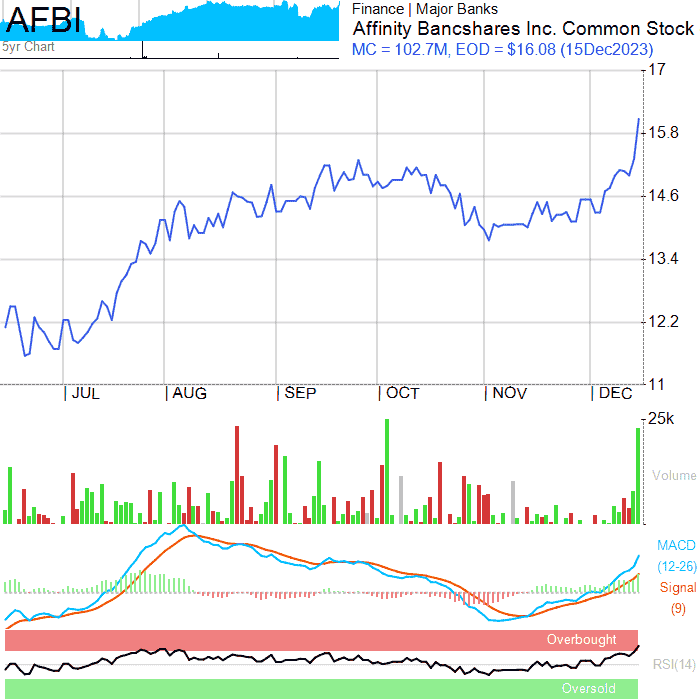 AFBI
5yr Chart
Finance | Major Banks
Affinity Bancshares Inc. Common Stock
MC = 102.7M, EOD = $16.08 (15Dec2023)
17
15.8
14.6
13.4
12.2
11
JUL
AUG
SEP
OCT
NOV
DEC
25k
Volume
MACD
(12-26)
Signal
(9)
Overbought
RSI(14)
Oversold